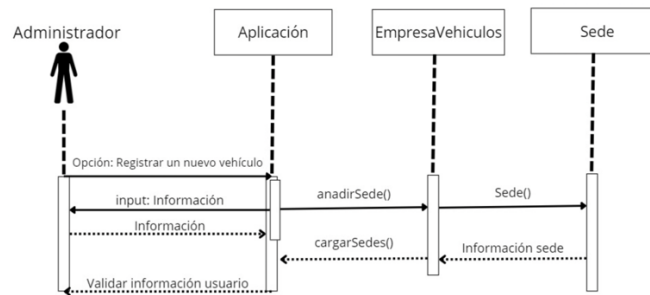 Administrador
Aplicación
EmpresaVehiculos
Sede
Opción: Registrar un nuevo vehículo
input: Información
anadirSede()
Sede()
Información
cargarSedes()
Información sede
Validar información usuario